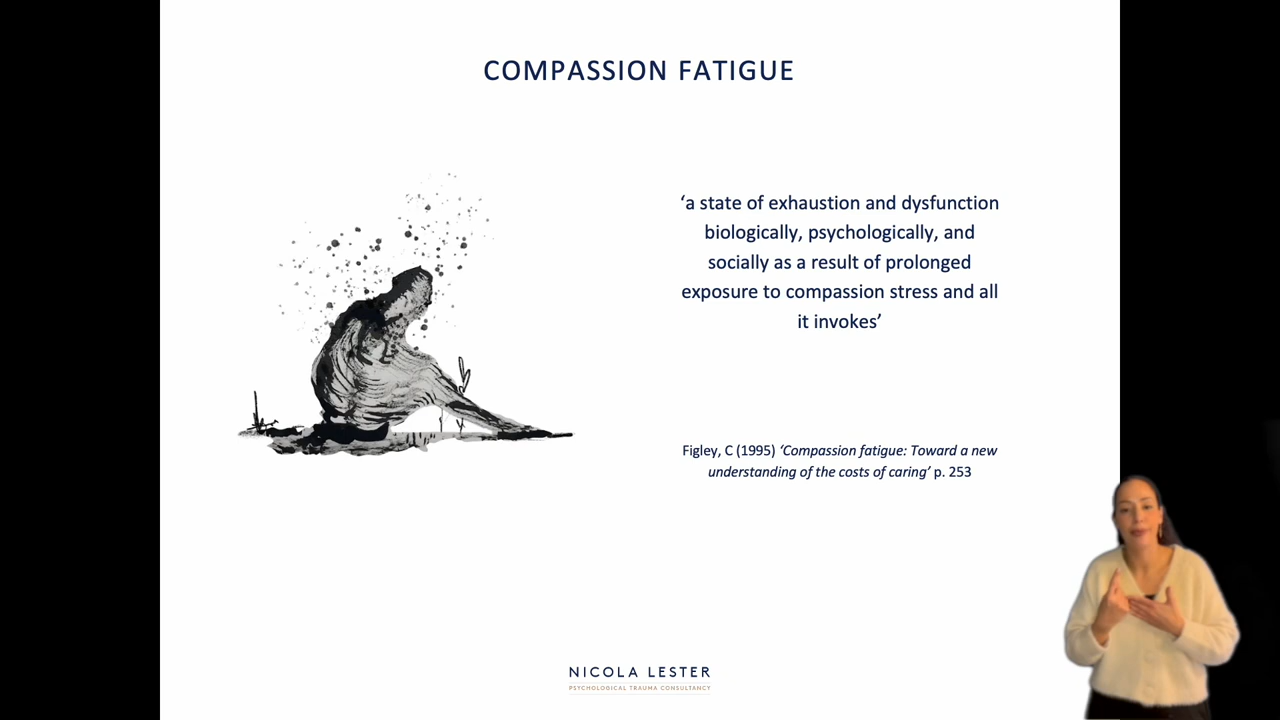 COMPASSION FATIGUE
‘a state of exhaustion and dysfunction
biologically, psychologically, and
socially as a result of prolonged
exposure to compassion stress and all
it invokes’
Figley, C (1995) ‘Compassion fatigue: Toward a new
understanding of the costs of caring’ p. 253
NICOLA LESTER
PSYCHOLOGICAL TRAUMA CONSULTANCY